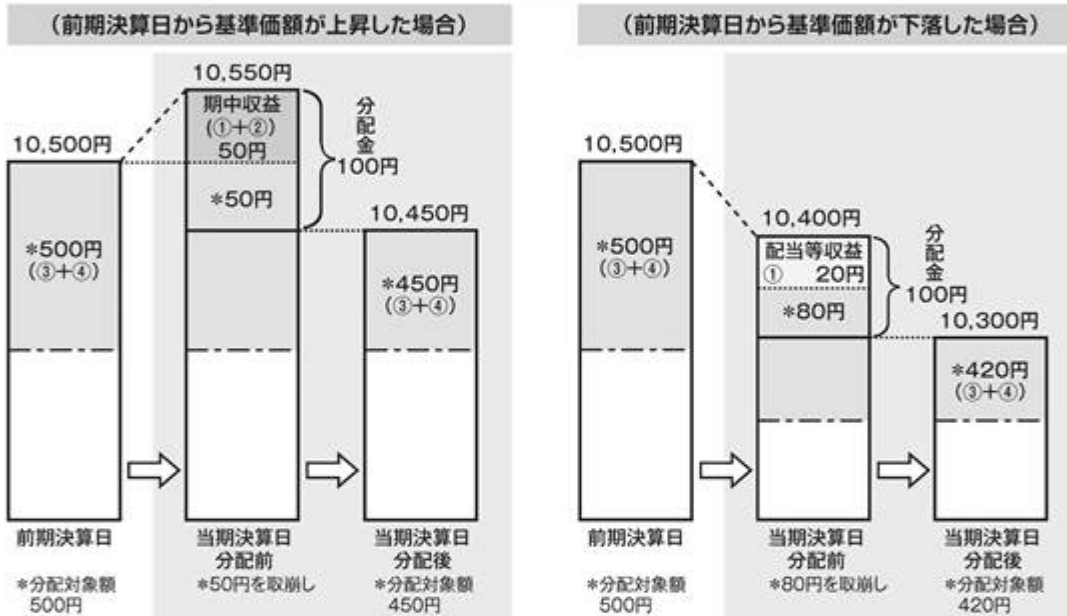 （前期決算日から基準価額が上昇した場合）
10,550円
期中収益
（①＋②）
50円
＊50円
分配金
100円
10,500円
＊500円
（③＋④）
10,450円
＊450円
（③＋④）
前期決算日
当期決算日
分配前
当期決算日
分配後
＊分配対象額
500円
＊50円を取崩し
＊分配対象額
450円
（前期決算日から基準価額が下落した場合）
10,500円
＊500円
（③＋④）
10,400円
配当等収益
① 20円
＊80円
分配金
100円
10,300円
＊420円
（③＋④）
前期決算日
当期決算日
分配前
当期決算日
分配後
＊分配対象額
500円
＊80円を取崩し
＊分配対象額
420円